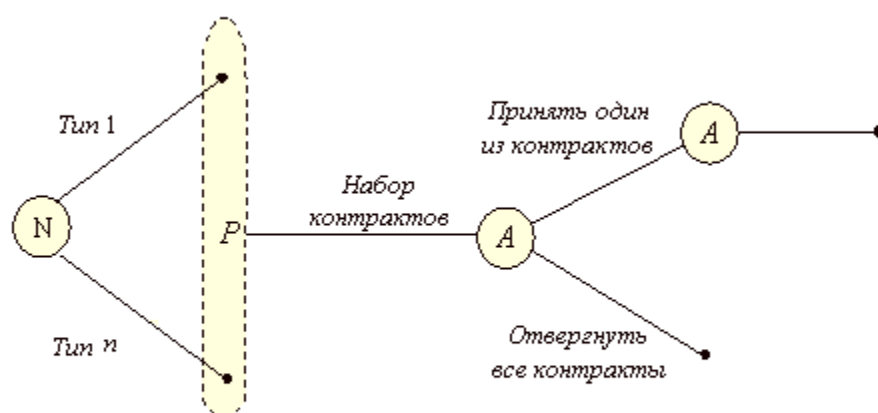 Тип 1
N
Тип n
P
Набор
контрактов
A
Принять один
из контрактов
A
Отвергнуть
все контракты